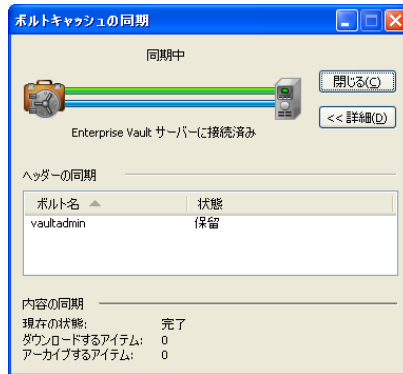 ボルトキャッシュの同期
同期中
閉じる(C)
<< 詳細(D)
Enterprise Vault サーバーに接続済み
ヘッダーの同期
ボルト名 状態
vaultadmin 保留
内容の同期
現在の状態: 完了
ダウンロードするアイテム: 0
アーカイブするアイテム: 0